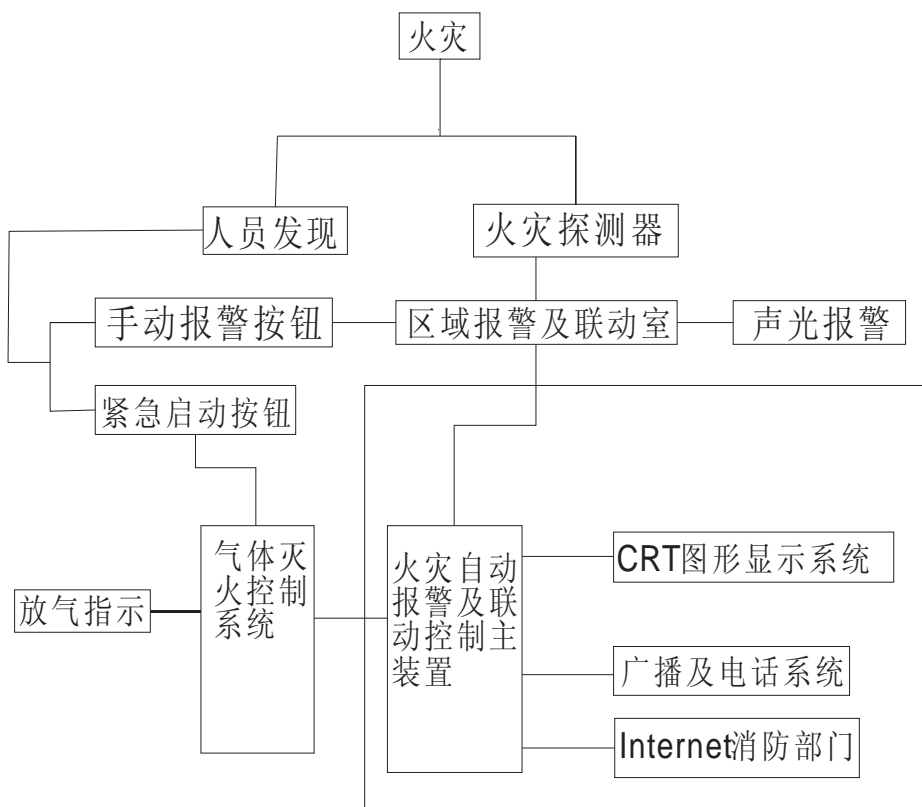 火灾
人员发现
火灾探测器
手动报警按钮
区域报警及联动室
声光报警
紧急启动按钮
气体灭
火控制
系统
火灾自动
报警及联
动控制主
装置
CRT图形显示系统
放气指示
广播及电话系统
Internet消防部门